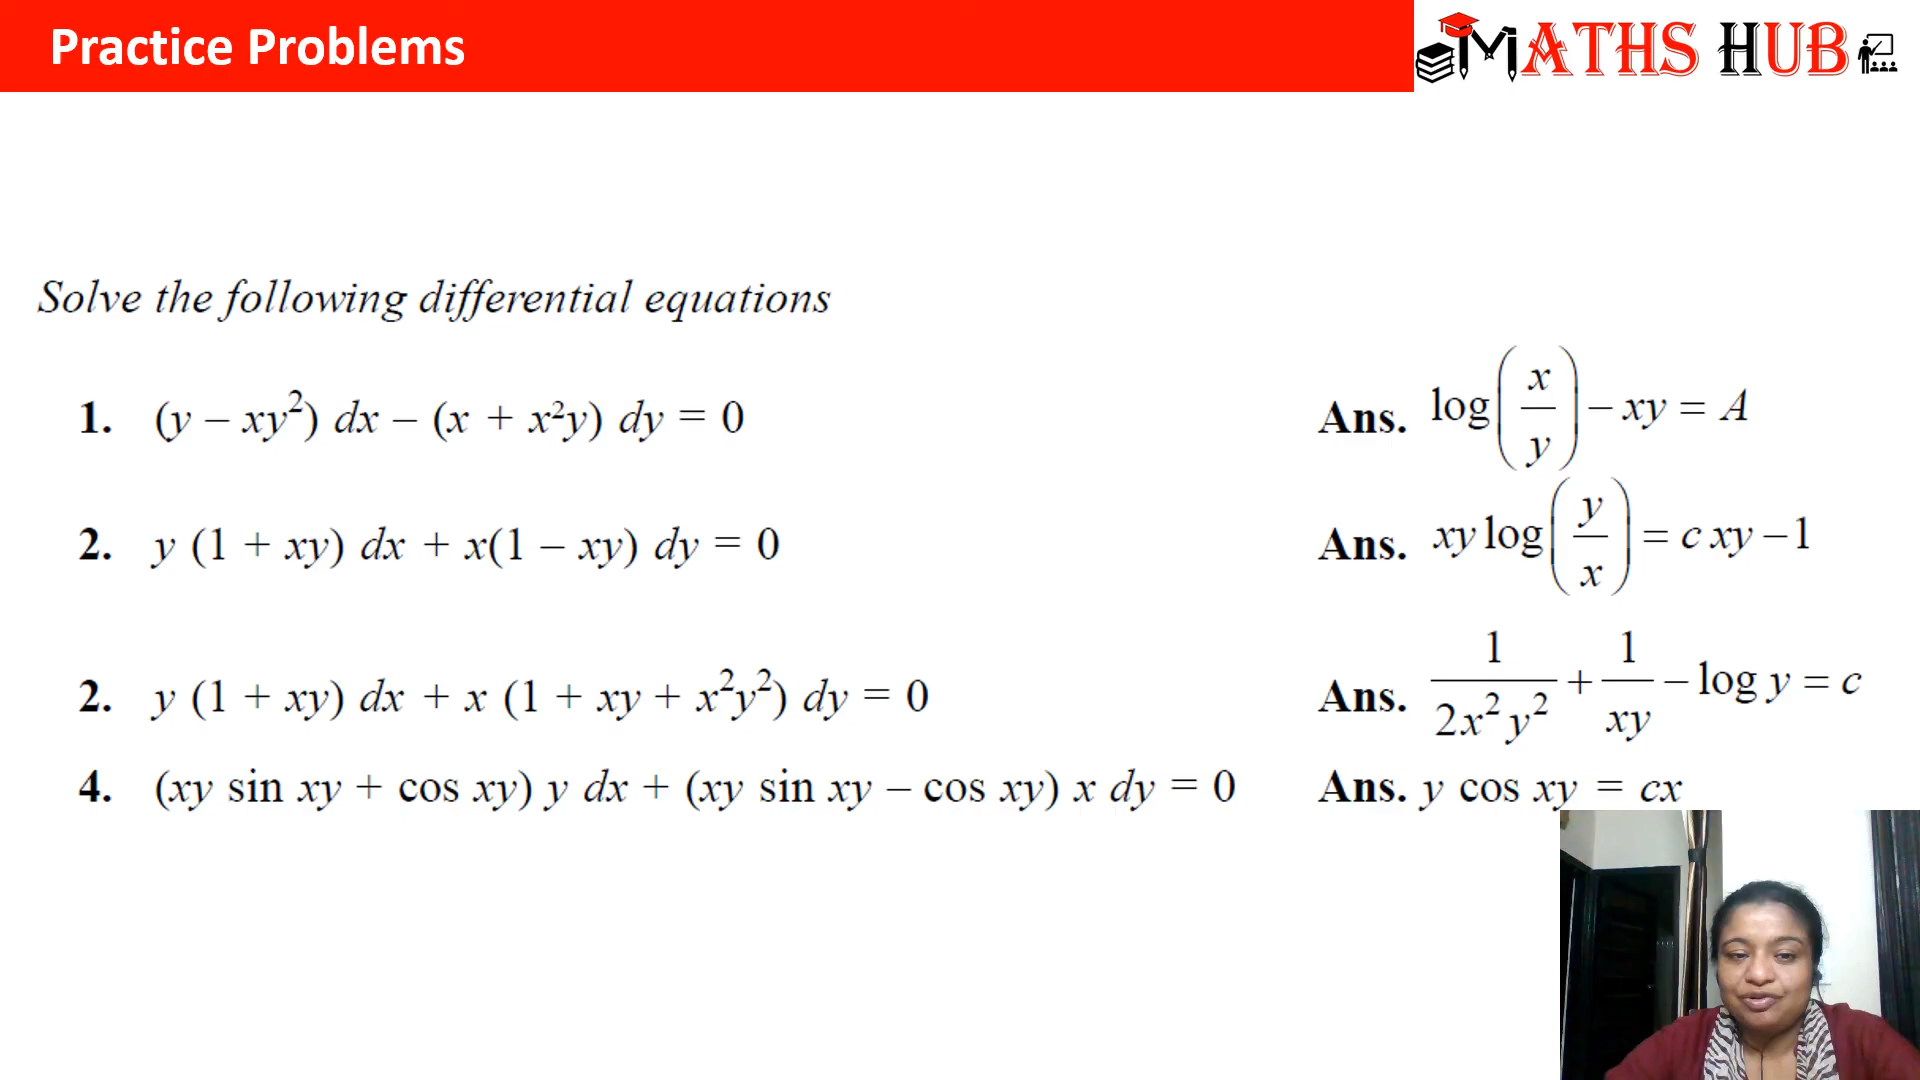 Practice Problems
MATHS HUB
Solve the following differential equations
1. (y – xy²) dx – (x + x²y) dy = 0 Ans. log(x/y) – xy = A
2. y (1 + xy) dx + x(1 – xy) dy = 0 Ans. xy log(y/x) = c xy – 1
2. y (1 + xy) dx + x (1 + xy + x²y²) dy = 0 Ans. 1/(2x²y²) + 1/(xy) – log y = c
4. (xy sin xy + cos xy) y dx + (xy sin xy – cos xy) x dy = 0 Ans. y cos xy = cx